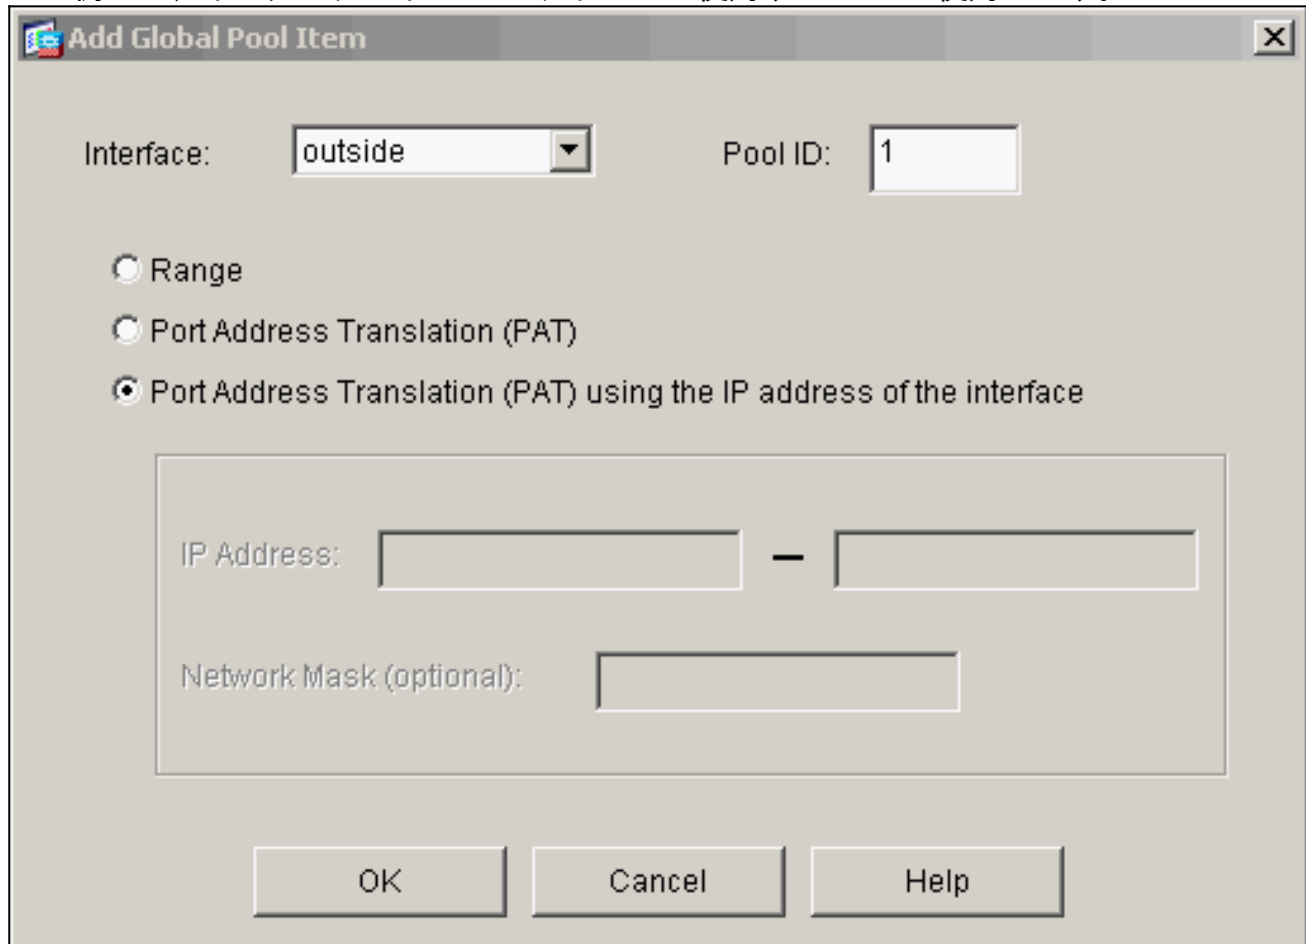 Add Global Pool Item
Interface: outside Pool ID: 1
Range
Port Address Translation (PAT)
Port Address Translation (PAT) using the IP address of the interface
IP Address: –
Network Mask (optional):
OK Cancel Help